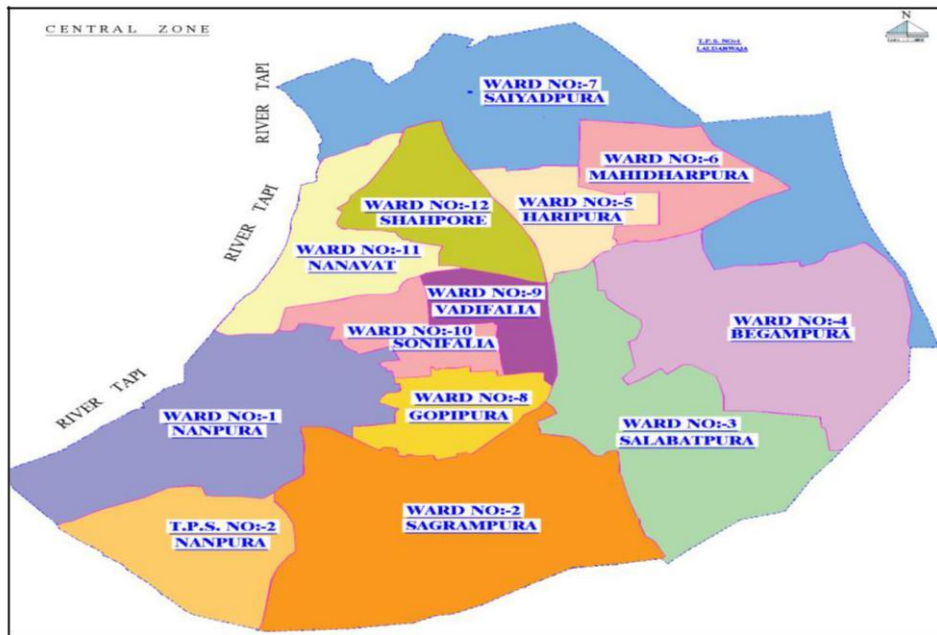 CENTRAL ZONE
N
T.P.S. NO:-1
LALDARWAJA
RIVER TAPI
WARD NO:-7
SAIYADPURA
WARD NO:-6
MAHIDHARPURA
WARD NO:-12
SHAHPORE
WARD NO:-5
HARIPURA
RIVER TAPI
WARD NO:-11
NANAVAT
WARD NO:-9
VADIFALIA
WARD NO:-4
BEGAMPURA
WARD NO:-10
SONIFALIA
RIVER TAPI
WARD NO:-8
GOPIPURA
WARD NO:-1
NANPURA
WARD NO:-3
SALABATPURA
WARD NO:-2
SAGRAMPURA
T.P.S. NO:-2
NANPURA